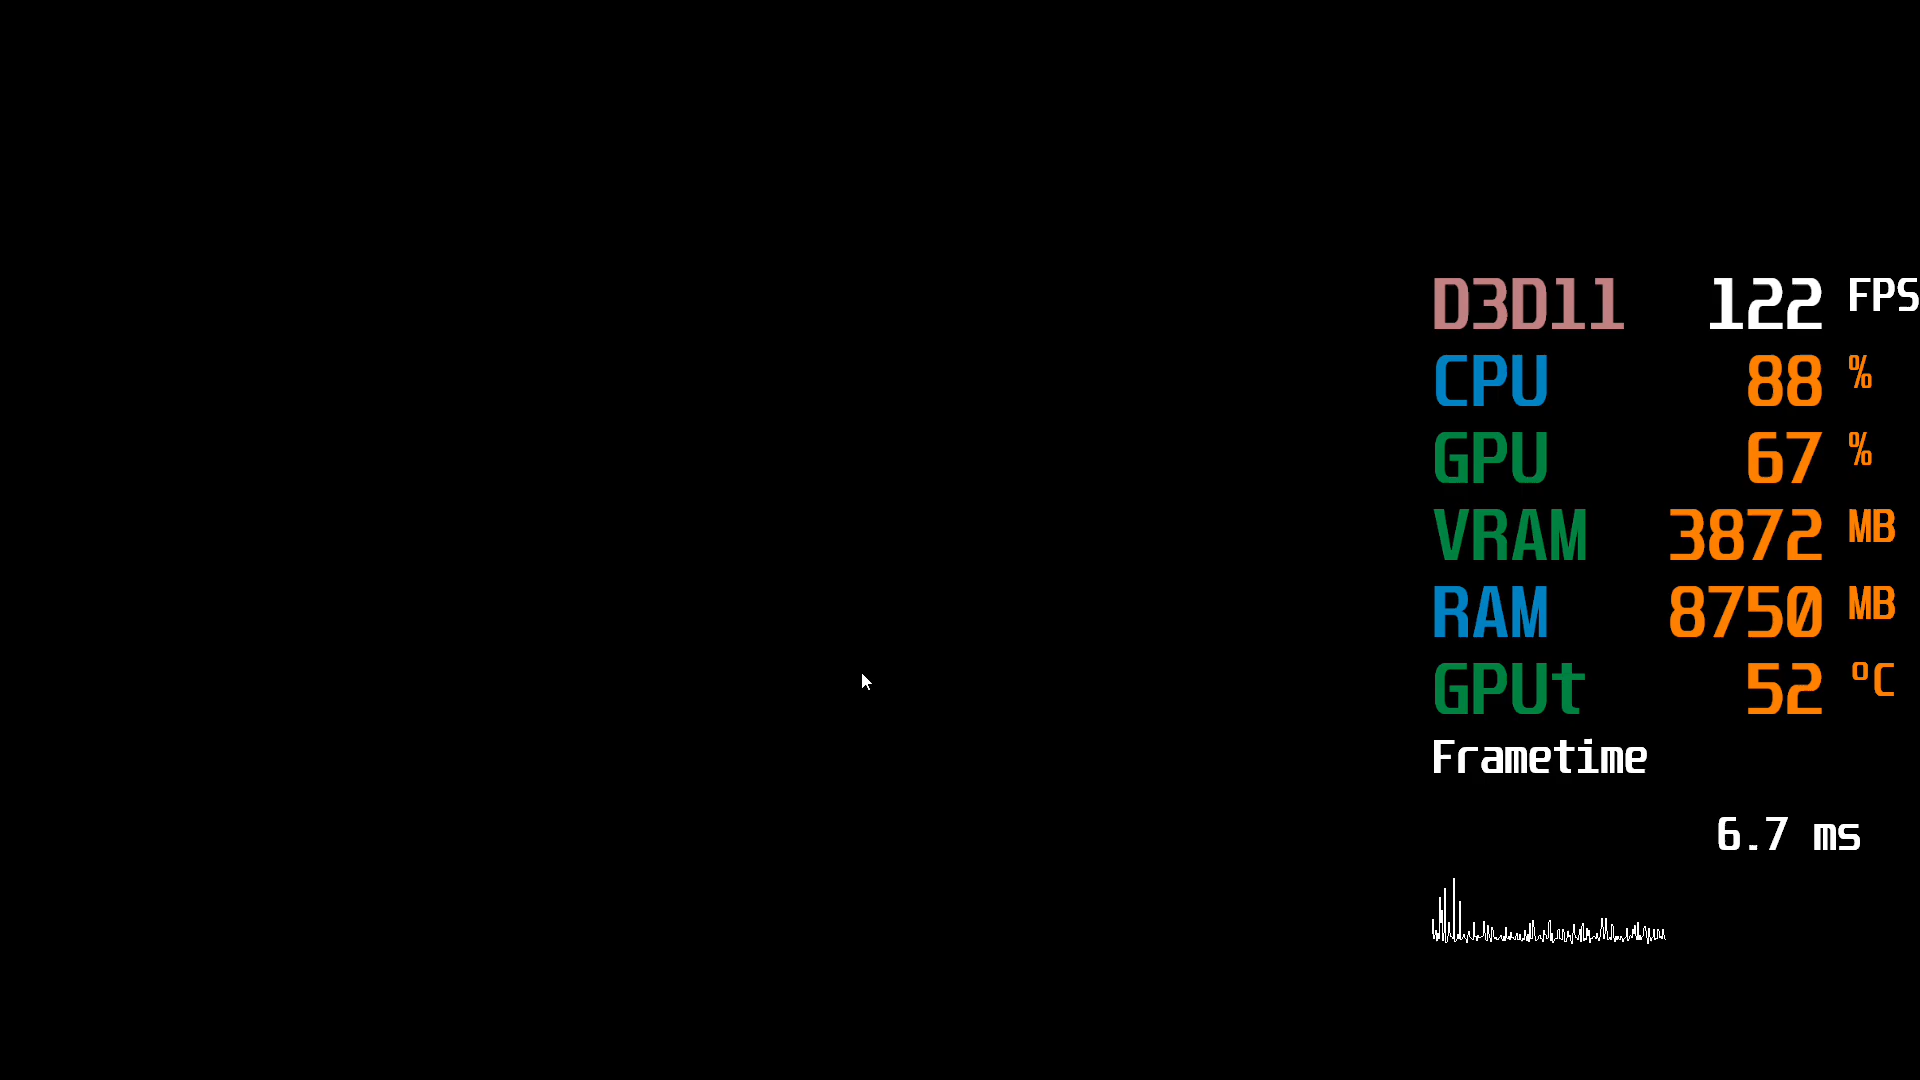 D3D11 122 FPS
CPU 88 %
GPU 67 %
VRAM 3872 MB
RAM 8750 MB
GPUt 52 °C
Frametime
6.7 ms